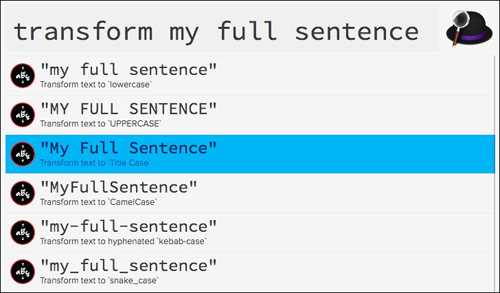 transform my full sentence
"my full sentence"
Transform text to `lowercase`
"MY FULL SENTENCE"
Transform text to `UPPERCASE`
"My Full Sentence"
Transform text to `Title Case`
"MyFullSentence"
Transform text to `CamelCase`
"my-full-sentence"
Transform text to hyphenated `kebab-case`
"my_full_sentence"
Transform text to `snake_case`